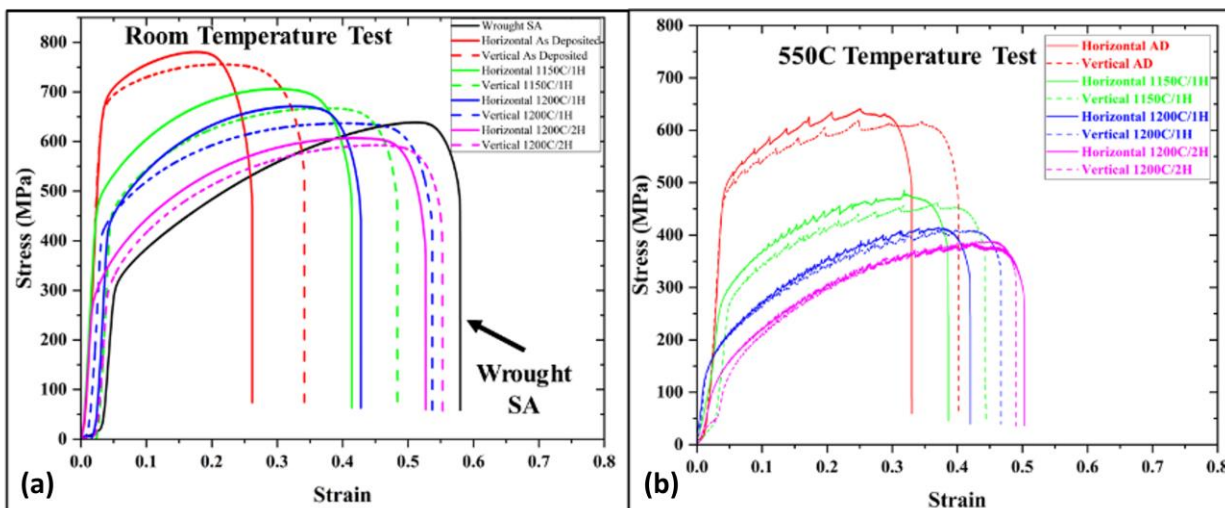 Room Temperature Test
Wrought SA
Horizontal As Deposited
Vertical As Deposited
Horizontal 1150C/1H
Vertical 1150C/1H
Horizontal 1200C/1H
Vertical 1200C/1H
Horizontal 1200C/2H
Vertical 1200C/2H
800
700
600
500
400
300
200
100
0
Stress (MPa)
Wrought
SA
0.0 0.1 0.2 0.3 0.4 0.5 0.6 0.7 0.8
Strain
(a)
550C Temperature Test
Horizontal AD
Vertical AD
Horizontal 1150C/1H
Vertical 1150C/1H
Horizontal 1200C/1H
Vertical 1200C/1H
Horizontal 1200C/2H
Vertical 1200C/2H
800
700
600
500
400
300
200
100
0
Stress (MPa)
0.0 0.1 0.2 0.3 0.4 0.5 0.6 0.7 0.8
Strain
(b)